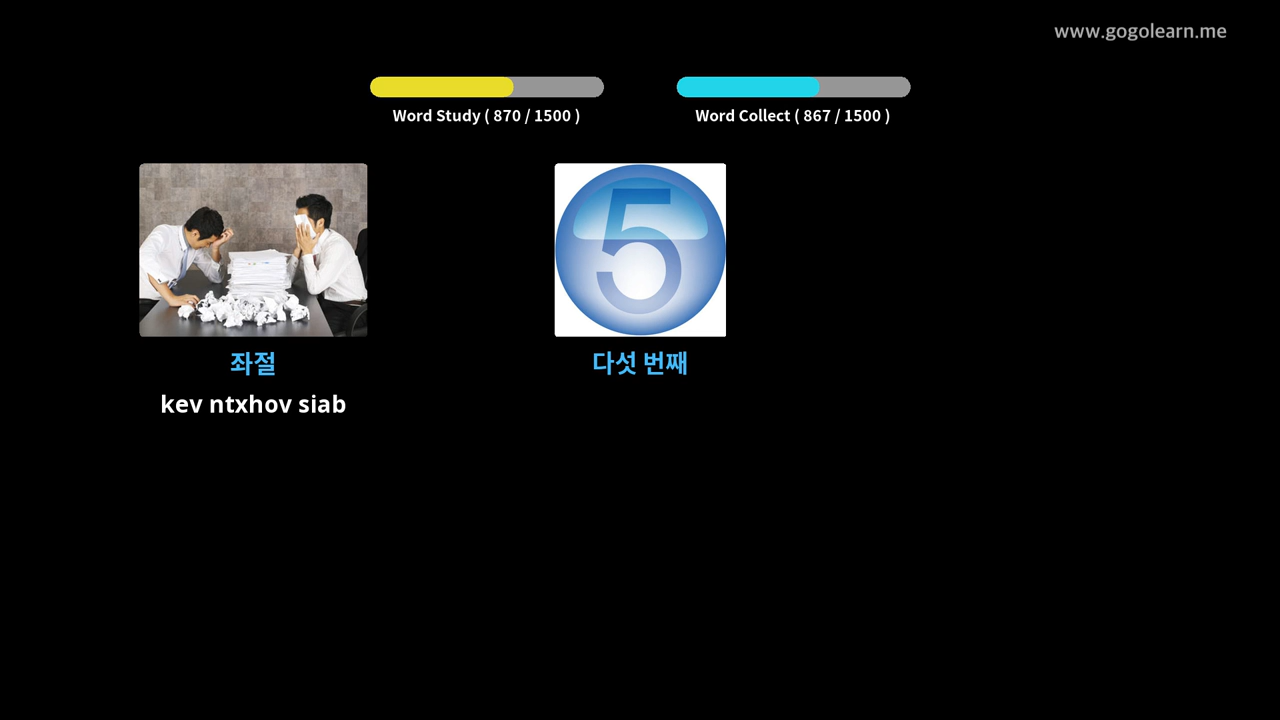 www.gogolearn.me
Word Study ( 870 / 1500 )
Word Collect ( 867 / 1500 )
5
좌절
다섯 번째
kev ntxhov siab